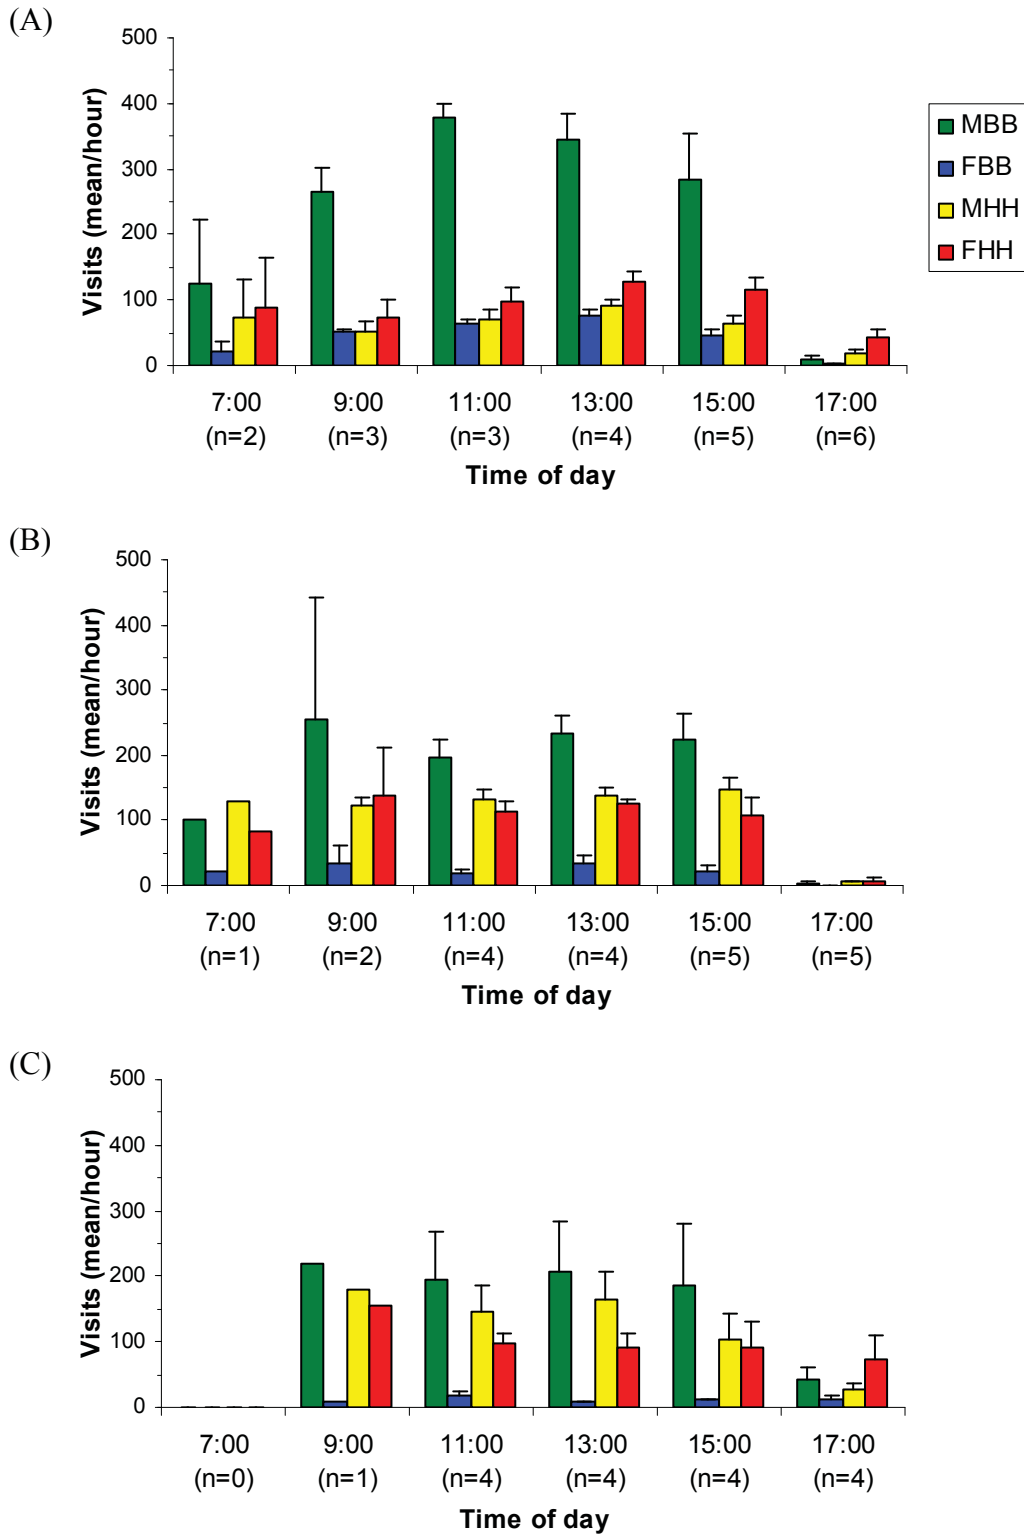 (A)
500
400
300
200
100
0
Visits (mean/hour)
7:00 9:00 11:00 13:00 15:00 17:00
(n=2) (n=3) (n=3) (n=4) (n=5) (n=6)
Time of day
MBB
FBB
MHH
FHH
(B)
500
400
300
200
100
0
Visits (mean/hour)
7:00 9:00 11:00 13:00 15:00 17:00
(n=1) (n=2) (n=4) (n=4) (n=5) (n=5)
Time of day
(C)
500
400
300
200
100
0
Visits (mean/hour)
7:00 9:00 11:00 13:00 15:00 17:00
(n=0) (n=1) (n=4) (n=4) (n=4) (n=4)
Time of day